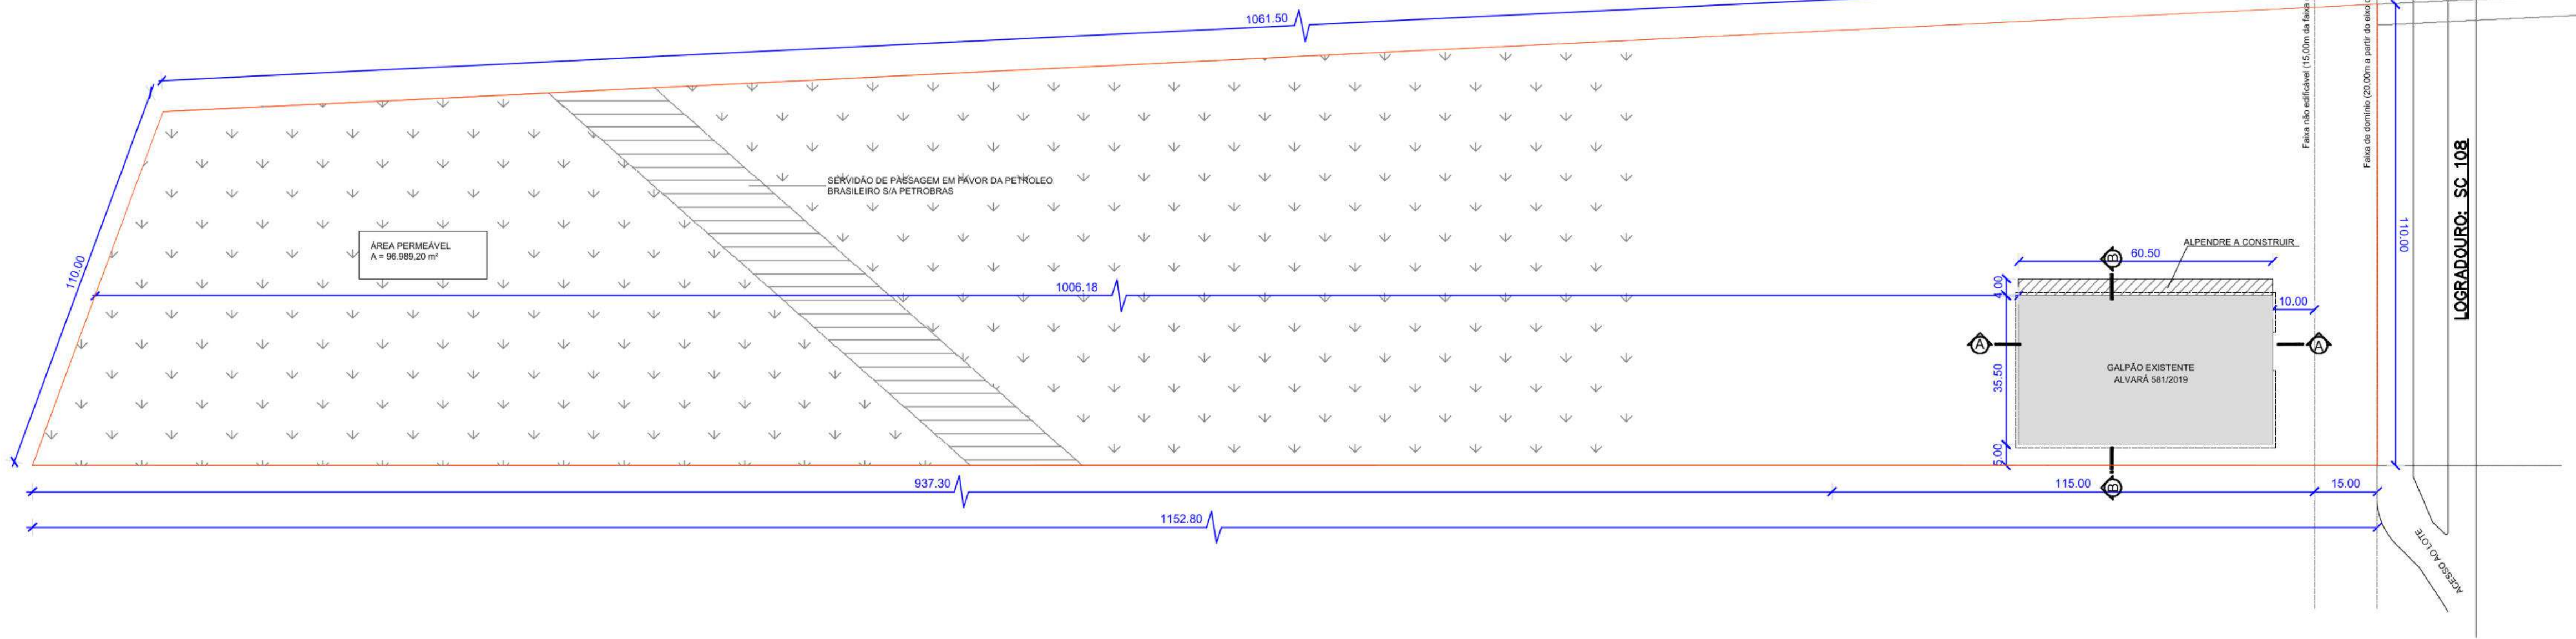 1061.50
Faixa não edificável (15,00m da faixa
Faixa de domínio (20,00m a partir do eixo
LOGRADOURO: SC 108
110.00
SERVIDÃO DE PASSAGEM EM FAVOR DA PETROLEO
BRASILEIRO S/A PETROBRAS
ÁREA PERMEÁVEL
A = 96.989,20 m²
110.00
ALPENDRE A CONSTRUIR
60.50
B
1006.18
4.00
10.00
A
A
GALPÃO EXISTENTE
ALVARÁ 581/2019
35.50
5.00
937.30
115.00
B
15.00
1152.80
ACESSO AO LOTE